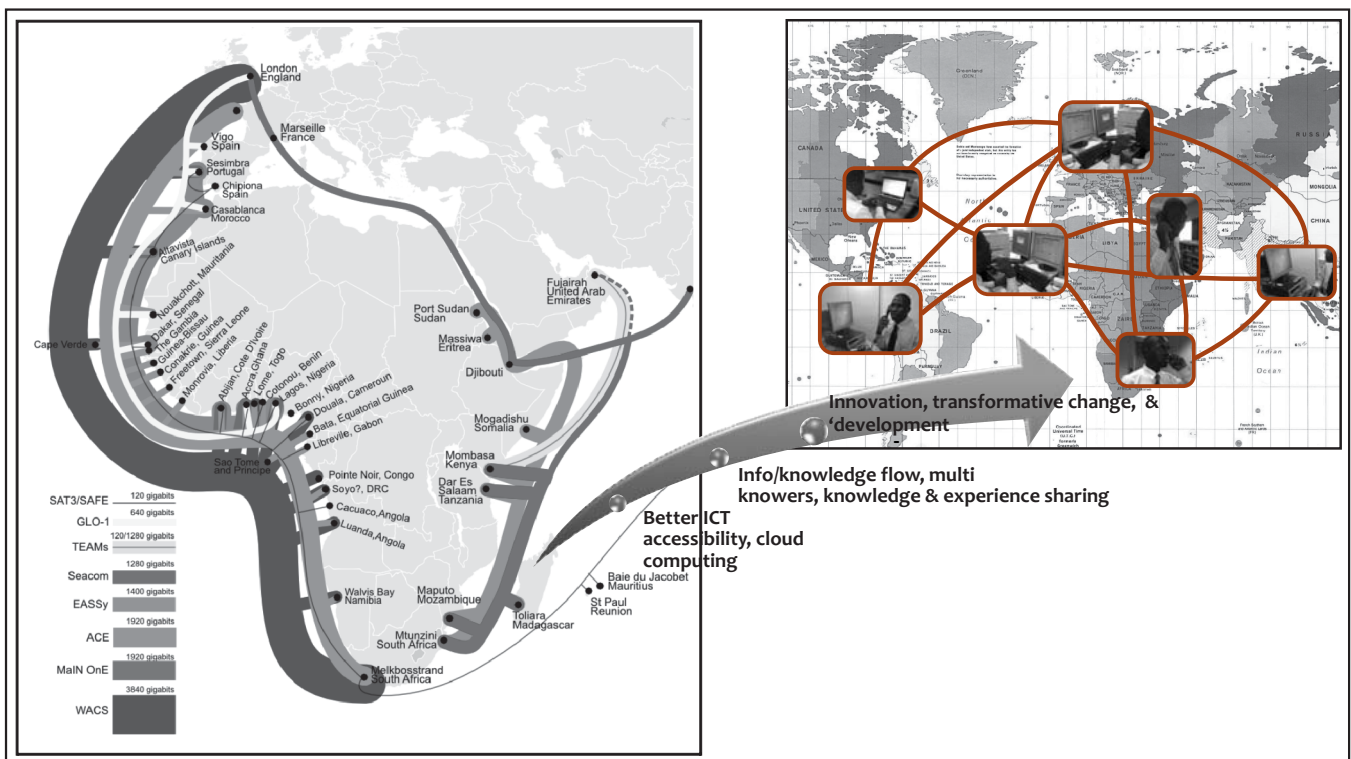 London
England
Marseille
France
Vigo
Spain
Sesimbra
Portugal
Chipiona
Spain
Casablanca
Morocco
Altavista
Canary Islands
Nouakchott, Mauritania
Dakar, Senegal
The Gambia
Guinea-Bissau
Conakrie, Guinea
Freetown, Sierra Leone
Monrovia, Liberia
Cape Verde
Abijan, Cote D'Ivoire
Accra, Ghana
Lome, Togo
Cotonou, Benin
Lagos, Nigeria
Bonny, Nigeria
Douala, Cameroun
Bata, Equatorial Guinea
Libreville, Gabon
Sao Tome
and Principe
Pointe Noir, Congo
Soyo?, DRC
Cacuaco,Angola
Luanda,Angola
Walvis Bay
Namibia
Melkbosstrand
South Africa
Fujairah
United Arab
Emirates
Port Sudan
Sudan
Massiwa
Eritrea
Djibouti
Mogadishu
Somalia
Mombasa
Kenya
Dar Es
Salaam
Tanzania
Maputo
Mozambique
Mtunzini
South Africa
Toliara
Madagascar
Baie du Jacobet
Mauritius
St Paul
Reunion
SAT3/SAFE 120 gigabits
GLO-1 640 gigabits
TEAMs 120/1280 gigabits
Seacom 1280 gigabits
EASSy 1400 gigabits
ACE 1920 gigabits
MaIN OnE 1920 gigabits
WACS 3840 gigabits
Better ICT
accessibility, cloud
computing
Info/knowledge flow, multi
knowers, knowledge & experience sharing
Innovation, transformative change, &
‘development
Greenland
CANADA
UNITED STATES
MEXICO
BRAZIL
RUSSIA
MONGOLIA
CHINA
North
Atlantic
Indian
Ocean